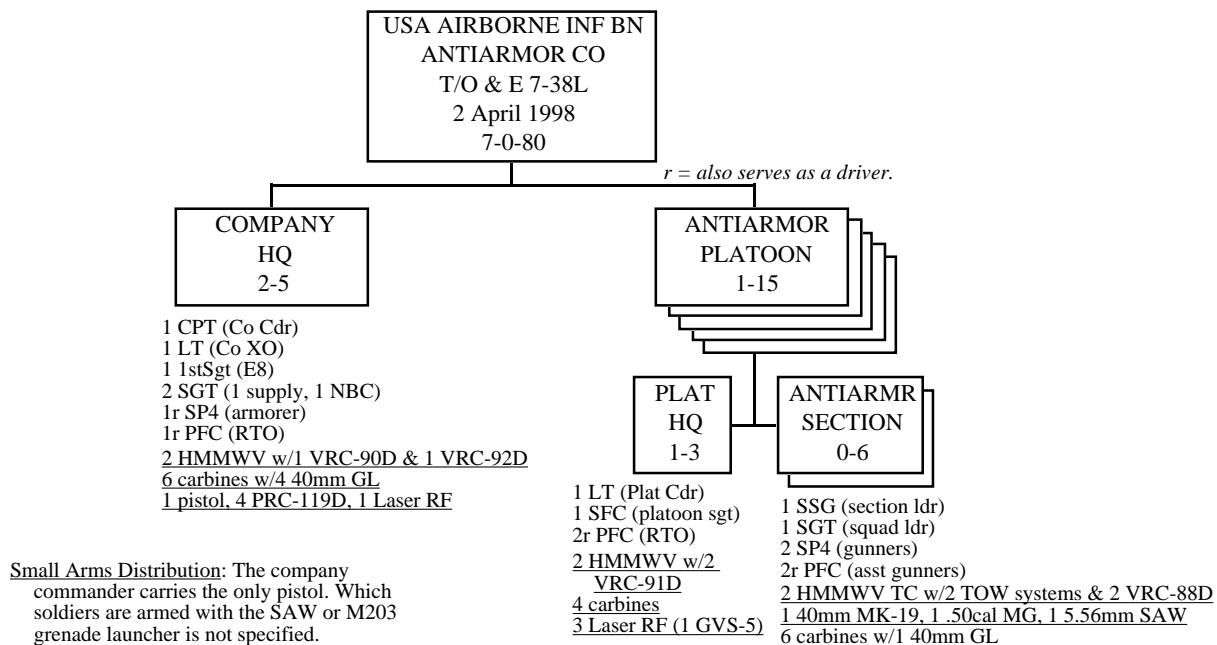 USA AIRBORNE INF BN
ANTIARMOR CO
T/O & E 7-38L
2 April 1998
7-0-80
r = also serves as a driver.
COMPANY
HQ
2-5
1 CPT (Co Cdr)
1 LT (Co XO)
1 1stSgt (E8)
2 SGT (1 supply, 1 NBC)
1r SP4 (armorer)
1r PFC (RTO)
2 HMMWV w/1 VRC-90D & 1 VRC-92D
6 carbines w/4 40mm GL
1 pistol, 4 PRC-119D, 1 Laser RF
ANTIARMOR
PLATOON
1-15
PLAT
HQ
1-3
1 LT (Plat Cdr)
1 SFC (platoon sgt)
2r PFC (RTO)
2 HMMWV w/2
VRC-91D
4 carbines
3 Laser RF (1 GVS-5)
ANTIARMR
SECTION
0-6
1 SSG (section ldr)
1 SGT (squad ldr)
2 SP4 (gunners)
2r PFC (asst gunners)
2 HMMWV TC w/2 TOW systems & 2 VRC-88D
1 40mm MK-19, 1 .50cal MG, 1 5.56mm SAW
6 carbines w/1 40mm GL
Small Arms Distribution: The company
commander carries the only pistol. Which
soldiers are armed with the SAW or M203
grenade launcher is not specified.